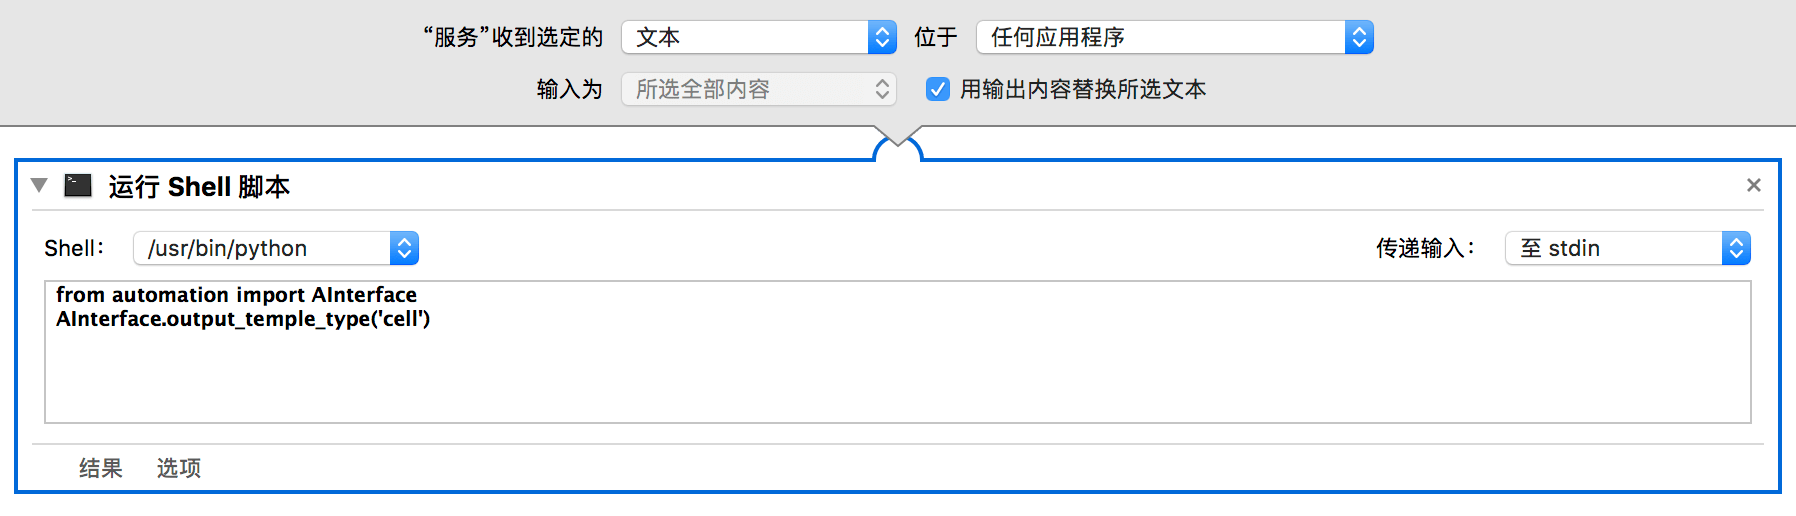 “服务”收到选定的 文本 位于 任何应用程序
输入为 所选全部内容 用输出内容替换所选文本
运行 Shell 脚本
Shell： /usr/bin/python 传递输入： 至 stdin
from automation import AInterface
AInterface.output_temple_type('cell')
结果 选项